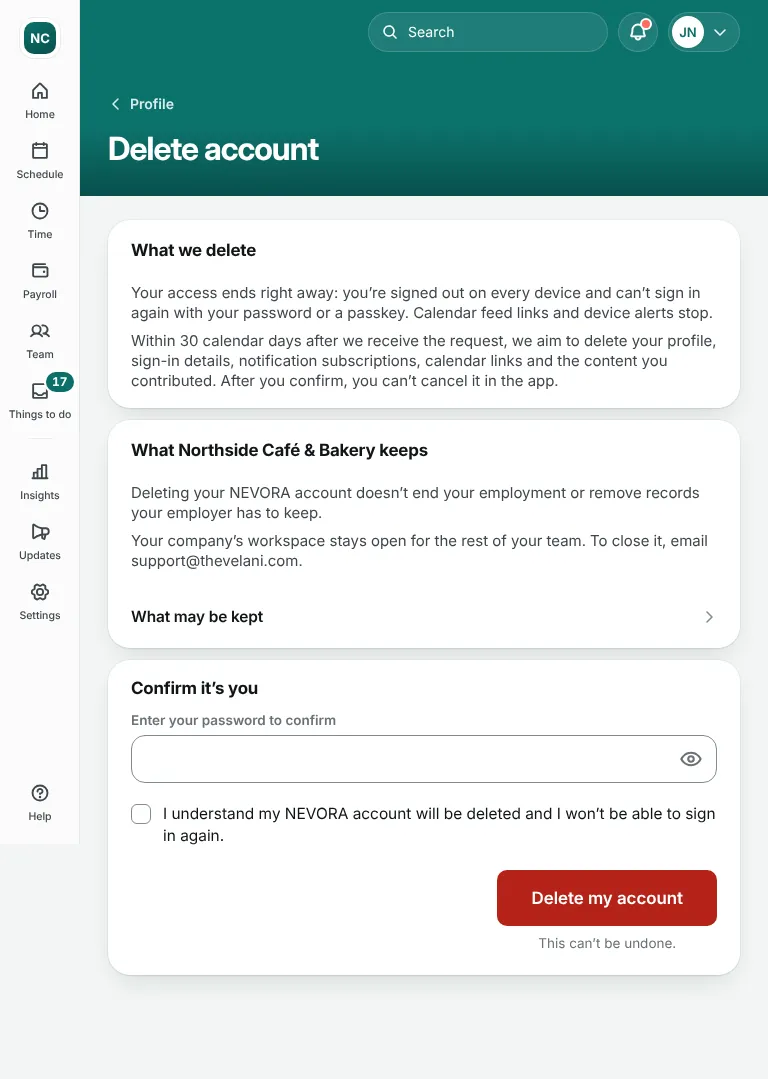 NC
Search
JN
Home
Schedule
Time
Payroll
Team
17
Things to do
Insights
Updates
Settings
Help
Profile
Delete account
What we delete
Your access ends right away: you’re signed out on every device and can’t sign in
again with your password or a passkey. Calendar feed links and device alerts stop.
Within 30 calendar days after we receive the request, we aim to delete your profile,
sign-in details, notification subscriptions, calendar links and the content you
contributed. After you confirm, you can’t cancel it in the app.
What Northside Café & Bakery keeps
Deleting your NEVORA account doesn’t end your employment or remove records
your employer has to keep.
Your company’s workspace stays open for the rest of your team. To close it, email
support@thevelani.com.
What may be kept
Confirm it’s you
Enter your password to confirm
I understand my NEVORA account will be deleted and I won’t be able to sign
in again.
Delete my account
This can’t be undone.